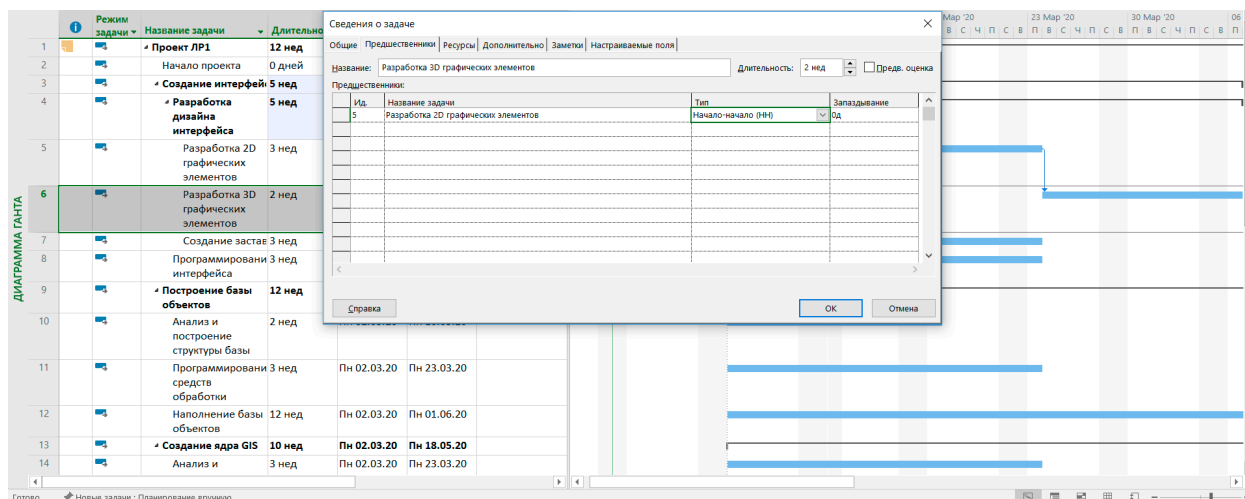 Режим задачи
Название задачи
Длительно
1 Проект ЛР1 12 нед
2 Начало проекта 0 дней
3 Создание интерфей 5 нед
4 Разработка 5 нед
дизайна
интерфейса
5 Разработка 2D 3 нед
графических
элементов
6 Разработка 3D 2 нед
графических
элементов
7 Создание застав 3 нед
8 Программировани 3 нед
интерфейса
9 Построение базы 12 нед
объектов
10 Анализ и 2 нед
построение
структуры базы
11 Программировани 3 нед Пн 02.03.20 Пн 23.03.20
средств
обработки
12 Наполнение базы 12 нед Пн 02.03.20 Пн 01.06.20
объектов
13 Создание ядра GIS 10 нед Пн 02.03.20 Пн 18.05.20
14 Анализ и 3 нед Пн 02.03.20 Пн 23.03.20
ДИАГРАММА ГАНТА
Сведения о задаче
Общие Предшественники Ресурсы Дополнительно Заметки Настраиваемые поля
Название: Разработка 3D графических элементов Длительность: 2 нед Предв. оценка
Предшественники:
Ид. Название задачи Тип Запаздывание
5 Разработка 2D графических элементов Начало-начало (НН) 0д
Справка ОК Отмена
Мар '20 23 Мар '20 30 Мар '20 06
В С Ч П С В П В С Ч П С В П В С Ч П С В П
Готово Новые задачи : Планирование вручную